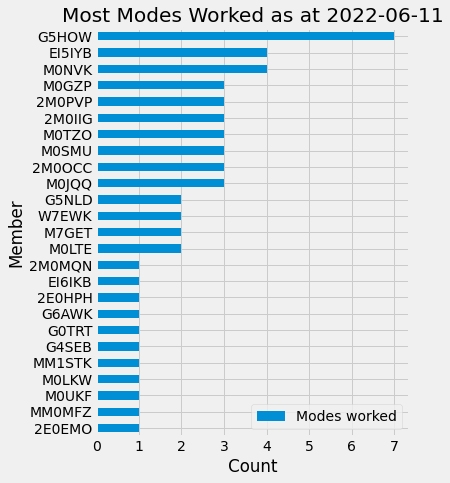 Most Modes Worked as at 2022-06-11
G5HOW
EI5IYB
M0NVK
M0GZP
2M0PVP
2M0IIG
M0TZO
M0SMU
2M0OCC
M0JQQ
G5NLD
W7EWK
M7GET
M0LTE
2M0MQN
EI6IKB
2E0HPH
G6AWK
G0TRT
G4SEB
MM1STK
M0LKW
M0UKF
MM0MFZ
2E0EMO
Member
Modes worked
0 1 2 3 4 5 6 7
Count